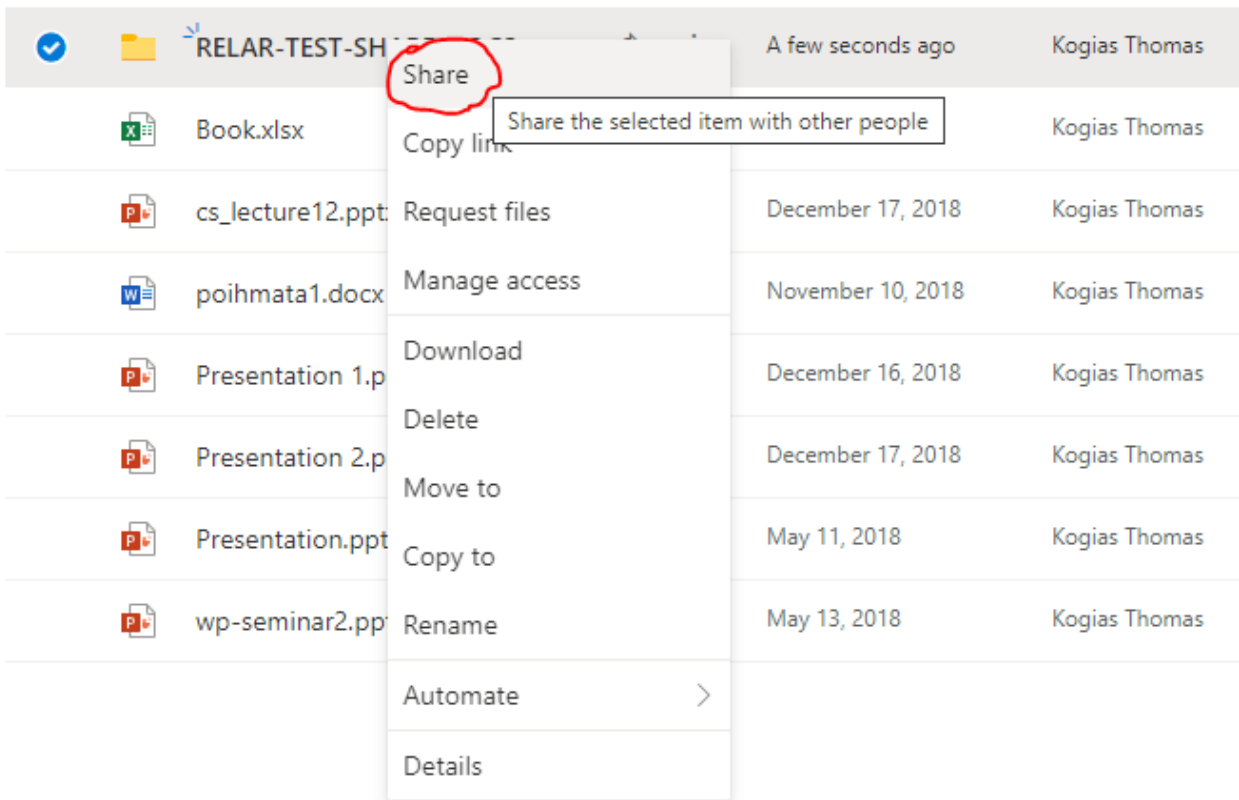 RELAR-TEST-SH
A few seconds ago
Kogias Thomas
Share
Share the selected item with other people
Book.xlsx
Kogias Thomas
Copy link
cs_lecture12.ppt
Request files
December 17, 2018
Kogias Thomas
poihmata1.docx
Manage access
November 10, 2018
Kogias Thomas
Download
Presentation 1.p
December 16, 2018
Kogias Thomas
Delete
Presentation 2.p
December 17, 2018
Kogias Thomas
Move to
Presentation.ppt
May 11, 2018
Kogias Thomas
Copy to
wp-seminar2.pp
Rename
May 13, 2018
Kogias Thomas
Automate
Details